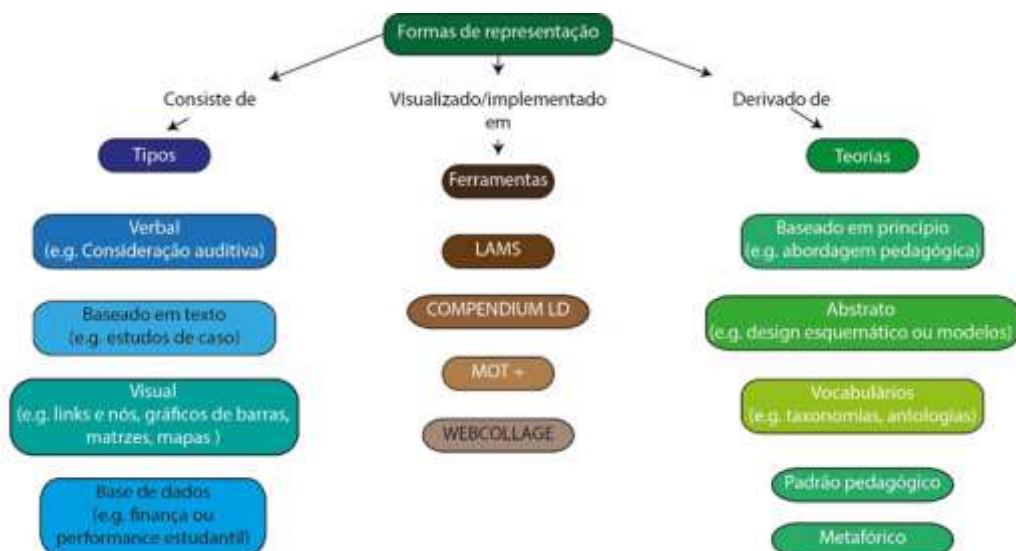 Formas de representação
Consiste de
VIsualizado/implementado
em
Derivado de
Tipos
Ferramentas
Teorias
Verbal
(e.g. Consideração auditiva)
Baseado em texto
(e.g. estudos de caso)
Visual
(e.g. links e nós, gráficos de barras,
matrzes, mapas )
Base de dados
(e.g. finança ou
performance estudantil)
LAMS
COMPENDIUM LD
MOT +
WEBCOLLAGE
Baseado em princípio
(e.g. abordagem pedagógica)
Abstrato
(e.g. design esquemático ou modelos)
Vocabulários
(e.g. taxonomias, antologias)
Padrão pedagógico
Metafórico